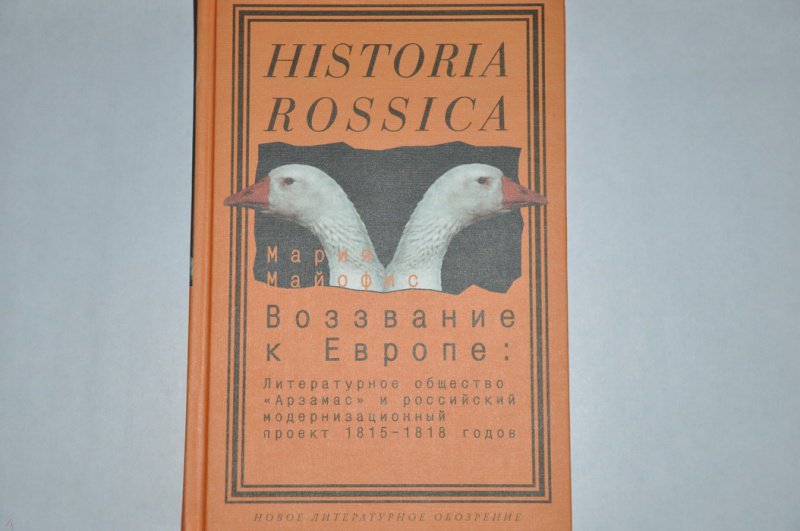 HISTORIA
ROSSICA
Мария
Майофис
Воззвание
к Европе:
Литературное общество
«Арзамас» и российский
модернизационный
проект 1815–1818 годов
НОВОЕ ЛИТЕРАТУРНОЕ ОБОЗРЕНИЕ